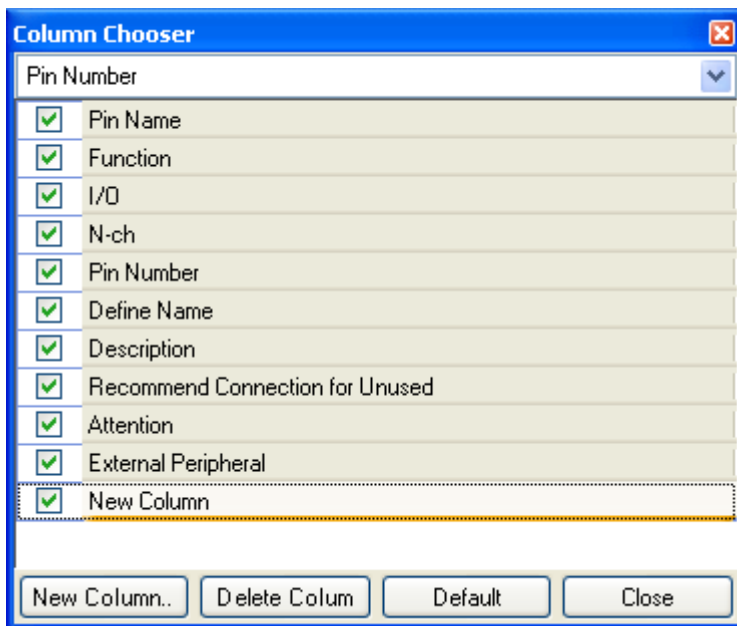 Column Chooser
Pin Number
Pin Name
Function
I/O
N-ch
Pin Number
Define Name
Description
Recommend Connection for Unused
Attention
External Peripheral
New Column
New Column.. Delete Colum Default Close